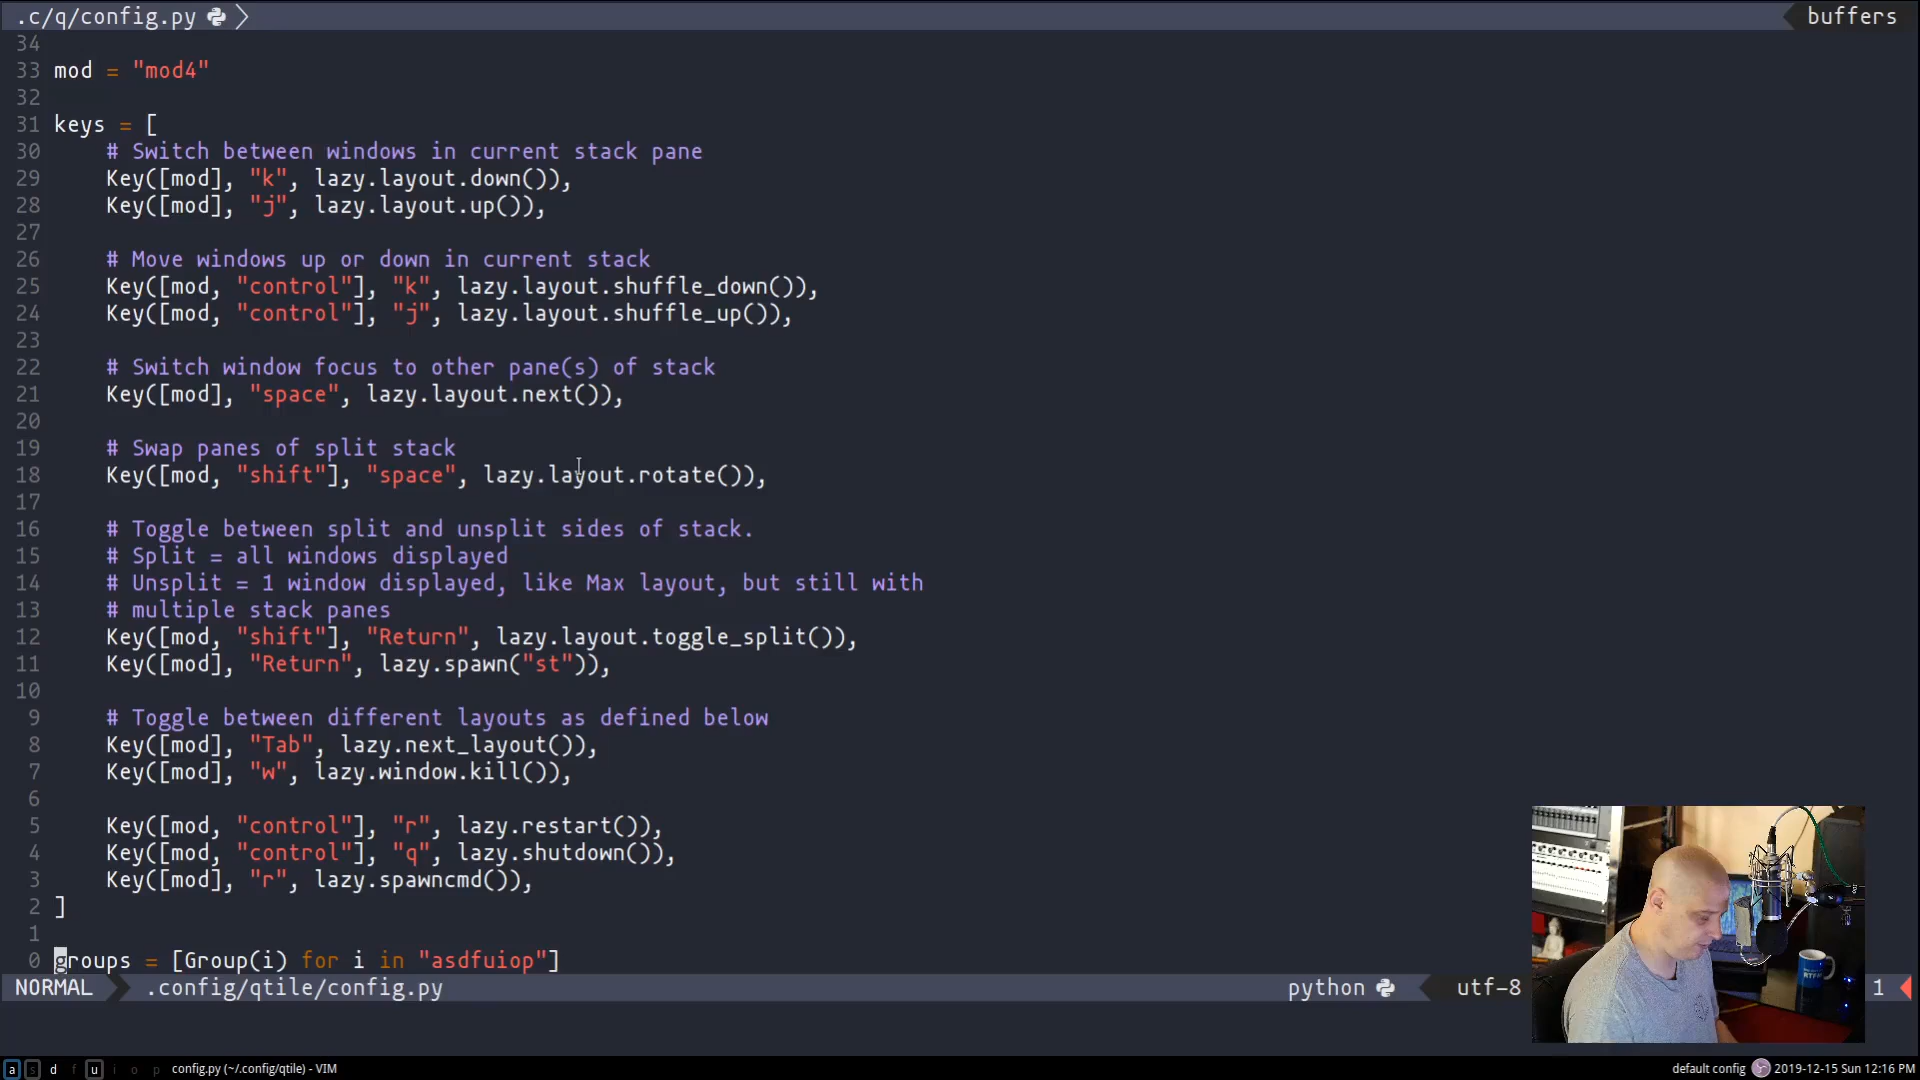 .c/q/config.py
buffers
34
33 mod = "mod4"
32
31 keys = [
30 # Switch between windows in current stack pane
29 Key([mod], "k", lazy.layout.down()),
28 Key([mod], "j", lazy.layout.up()),
27
26 # Move windows up or down in current stack
25 Key([mod, "control"], "k", lazy.layout.shuffle_down()),
24 Key([mod, "control"], "j", lazy.layout.shuffle_up()),
23
22 # Switch window focus to other pane(s) of stack
21 Key([mod], "space", lazy.layout.next()),
20
19 # Swap panes of split stack
18 Key([mod, "shift"], "space", lazy.layout.rotate()),
17
16 # Toggle between split and unsplit sides of stack.
15 # Split = all windows displayed
14 # Unsplit = 1 window displayed, like Max layout, but still with
13 # multiple stack panes
12 Key([mod, "shift"], "Return", lazy.layout.toggle_split()),
11 Key([mod], "Return", lazy.spawn("st")),
10
9 # Toggle between different layouts as defined below
8 Key([mod], "Tab", lazy.next_layout()),
7 Key([mod], "w", lazy.window.kill()),
6
5 Key([mod, "control"], "r", lazy.restart()),
4 Key([mod, "control"], "q", lazy.shutdown()),
3 Key([mod], "r", lazy.spawncmd()),
2 ]
1
0 groups = [Group(i) for i in "asdfuiop"]
NORMAL .config/qtile/config.py python utf-8 1
a s d f u i o p config.py (~/.config/qtile) - VIM default config 2019-12-15 Sun 12:16 PM